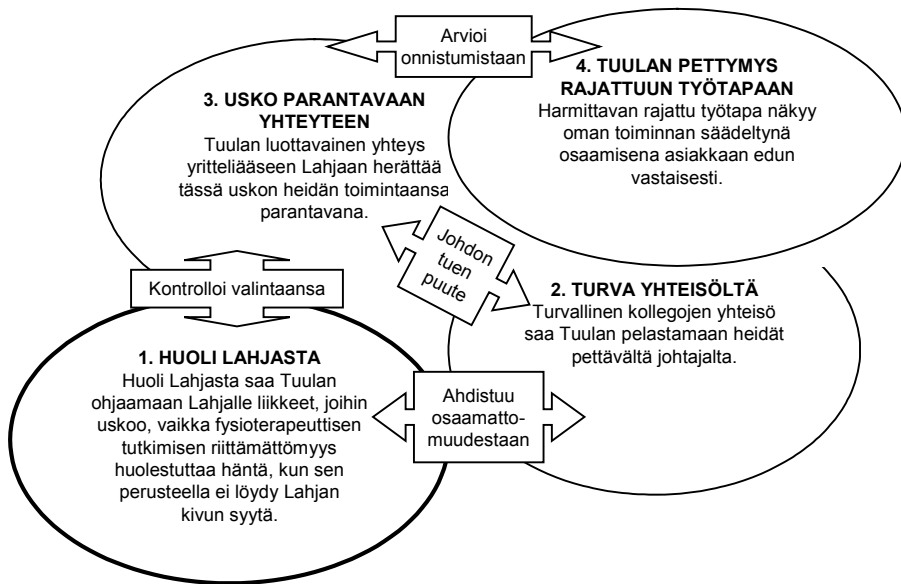 Arvioi
onnistumistaan
4. TUULAN PETTYMYS
RAJATTUUN TYÖTAPAAN
Harmittavan rajattu työtapa näkyy
oman toiminnan säädeltynä
osaamisena asiakkaan edun
vastaisesti.
3. USKO PARANTAVAAN
YHTEYTEEN
Tuulan luottavainen yhteys
yritteliääseen Lahjaan herättää
tässä uskon heidän toimintaansa
parantavana.
Johdon
tuen
puute
Kontrolloi valintaansa
2. TURVA YHTEISÖLTÄ
Turvallinen kollegojen yhteisö
saa Tuulan pelastamaan heidät
pettävältä johtajalta.
1. HUOLI LAHJASTA
Huoli Lahjasta saa Tuulan
ohjaamaan Lahjalle liikkeet, joihin
uskoo, vaikka fysioterapeuttisen
tutkimisen riittämättömyys
huolestuttaa häntä, kun sen
perusteella ei löydy Lahjan
kivun syytä.
Ahdistuu
osaamatto-
muudestaan